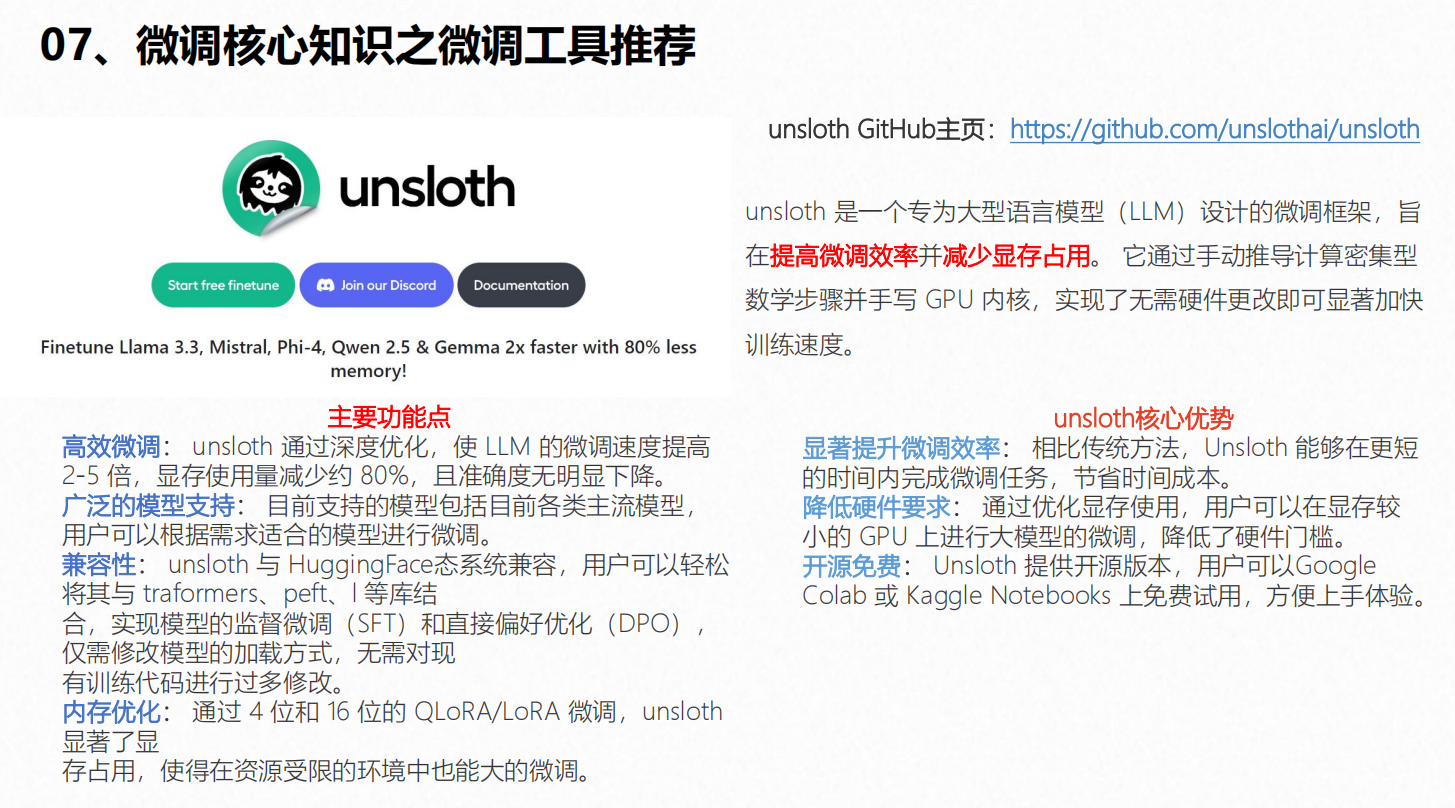 07、微调核心知识之微调工具推荐
unsloth
Start free finetune
Join our Discord
Documentation
Finetune Llama 3.3, Mistral, Phi-4, Qwen 2.5 & Gemma 2x faster with 80% less
memory!
unsloth GitHub主页：https://github.com/unslothai/unsloth
unsloth 是一个专为大型语言模型（LLM）设计的微调框架，旨
在提高微调效率并减少显存占用。 它通过手动推导计算密集型
数学步骤并手写 GPU 内核，实现了无需硬件更改即可显著加快
训练速度。
主要功能点
高效微调： unsloth 通过深度优化，使 LLM 的微调速度提高
2-5 倍，显存使用量减少约 80%，且准确度无明显下降。
广泛的模型支持： 目前支持的模型包括目前各类主流模型，
用户可以根据需求适合的模型进行微调。
兼容性： unsloth 与 HuggingFace态系统兼容，用户可以轻松
将其与 traformers、peft、l 等库结
合，实现模型的监督微调（SFT）和直接偏好优化（DPO），
仅需修改模型的加载方式，无需对现
有训练代码进行过多修改。
内存优化： 通过 4 位和 16 位的 QLoRA/LoRA 微调，unsloth
显著了显
存占用，使得在资源受限的环境中也能大的微调。
unsloth核心优势
显著提升微调效率： 相比传统方法，Unsloth 能够在更短
的时间内完成微调任务，节省时间成本。
降低硬件要求： 通过优化显存使用，用户可以在显存较
小的 GPU 上进行大模型的微调，降低了硬件门槛。
开源免费： Unsloth 提供开源版本，用户可以Google
Colab 或 Kaggle Notebooks 上免费试用，方便上手体验。